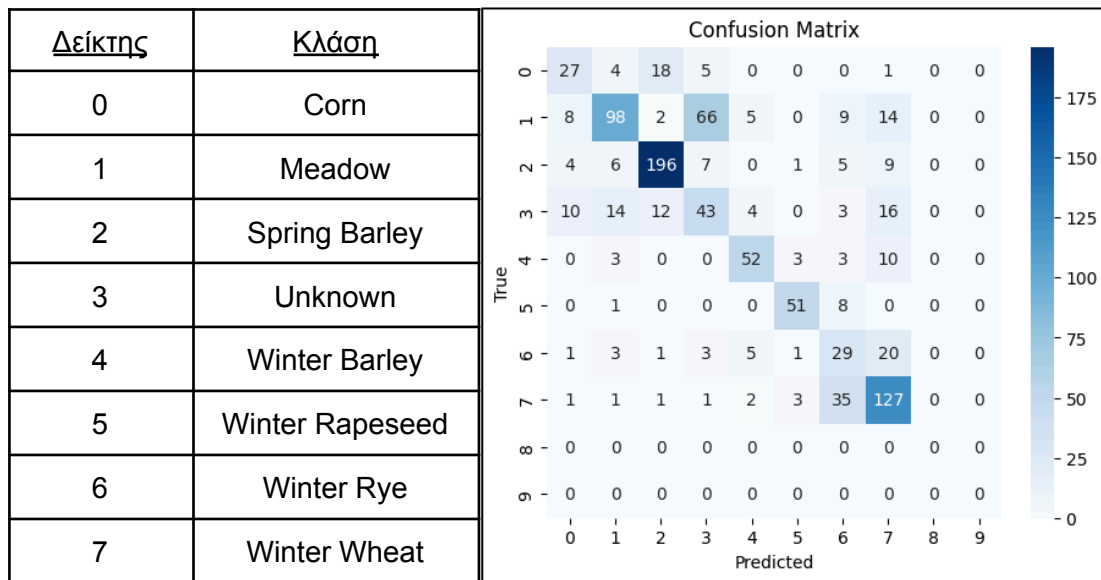 Δείκτης Κλάση
0 Corn
1 Meadow
2 Spring Barley
3 Unknown
4 Winter Barley
5 Winter Rapeseed
6 Winter Rye
7 Winter Wheat
Confusion Matrix
True
0 27 4 18 5 0 0 0 1 0 0
1 8 98 2 66 5 0 9 14 0 0
2 4 6 196 7 0 1 5 9 0 0
3 10 14 12 43 4 0 3 16 0 0
4 0 3 0 0 52 3 3 10 0 0
5 0 1 0 0 0 51 8 0 0 0
6 1 3 1 3 5 1 29 20 0 0
7 1 1 1 1 2 3 35 127 0 0
8 0 0 0 0 0 0 0 0 0 0
9 0 0 0 0 0 0 0 0 0 0
0 1 2 3 4 5 6 7 8 9
Predicted
175
150
125
100
75
50
25
0